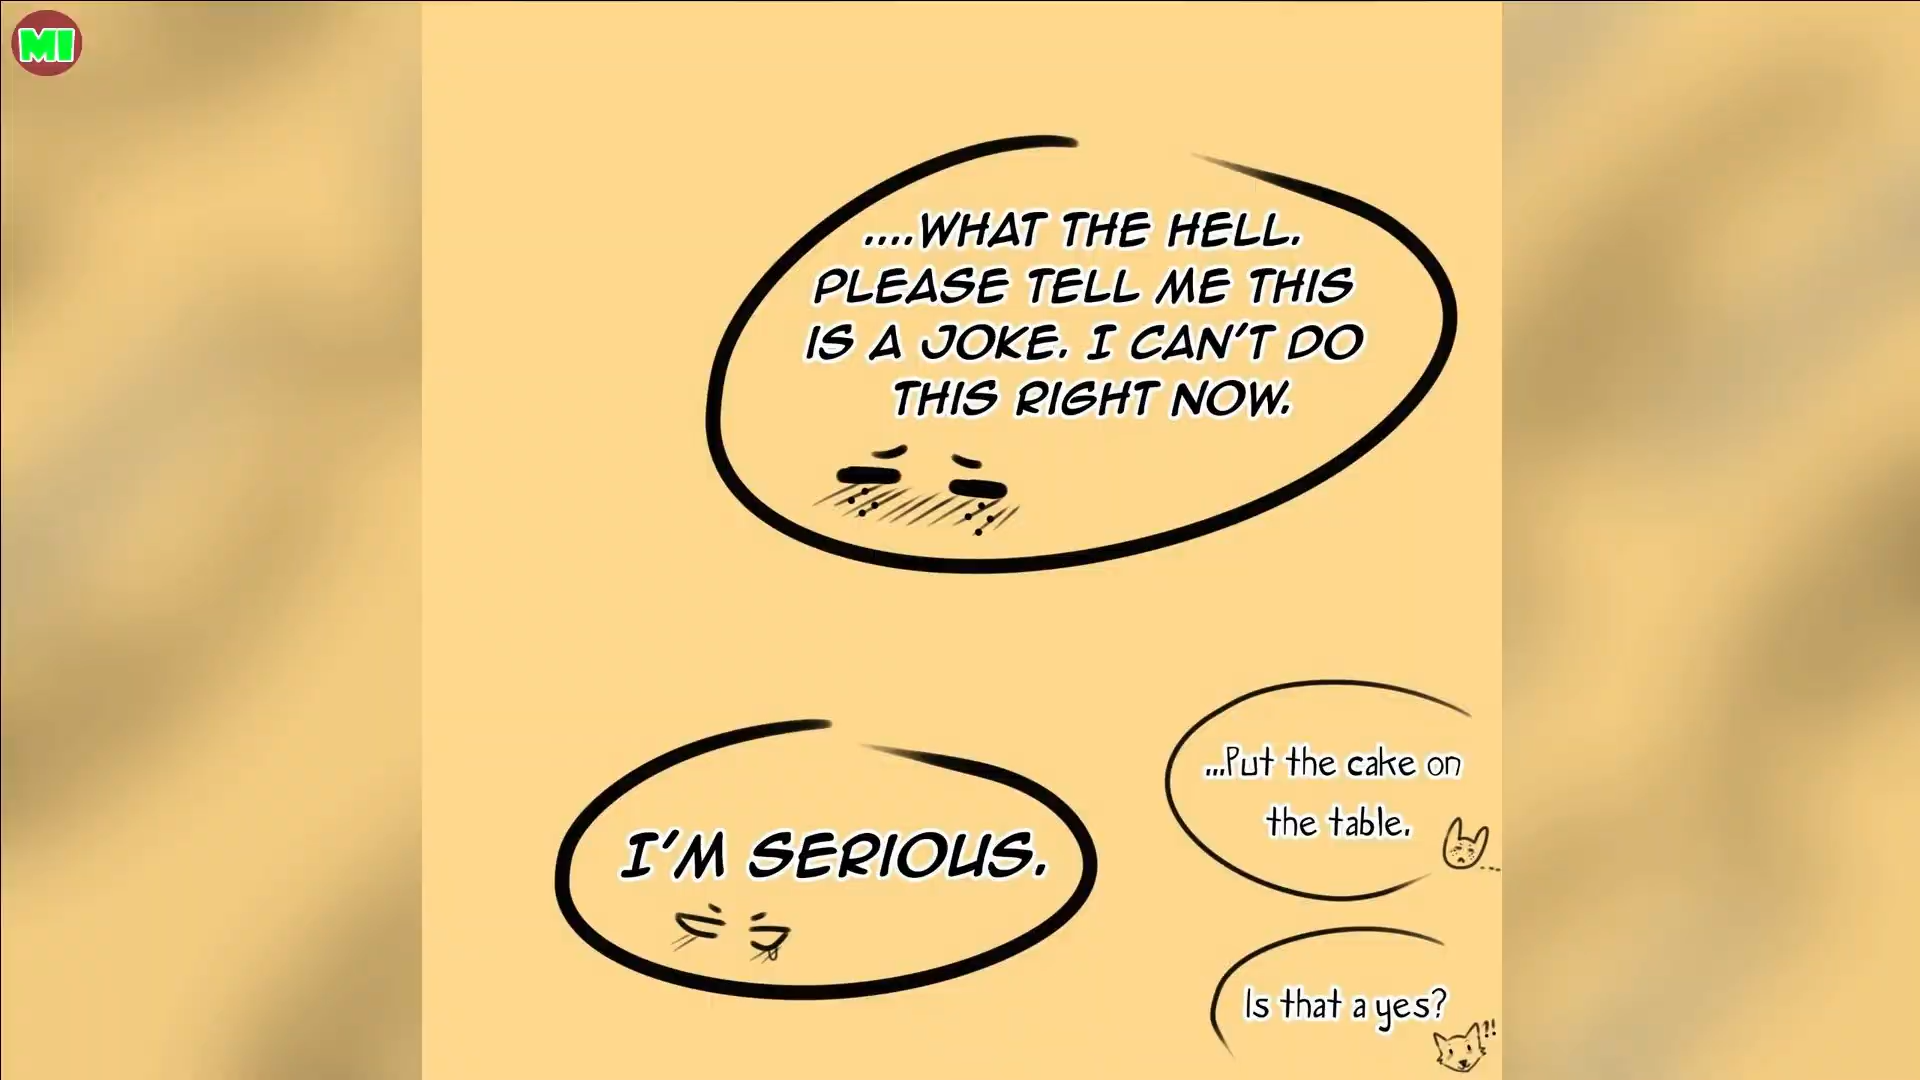 MI
....WHAT THE HELL.
PLEASE TELL ME THIS
IS A JOKE. I CAN'T DO
THIS RIGHT NOW.
I'M SERIOUS.
...Put the cake on
the table.
Is that a yes?
!!